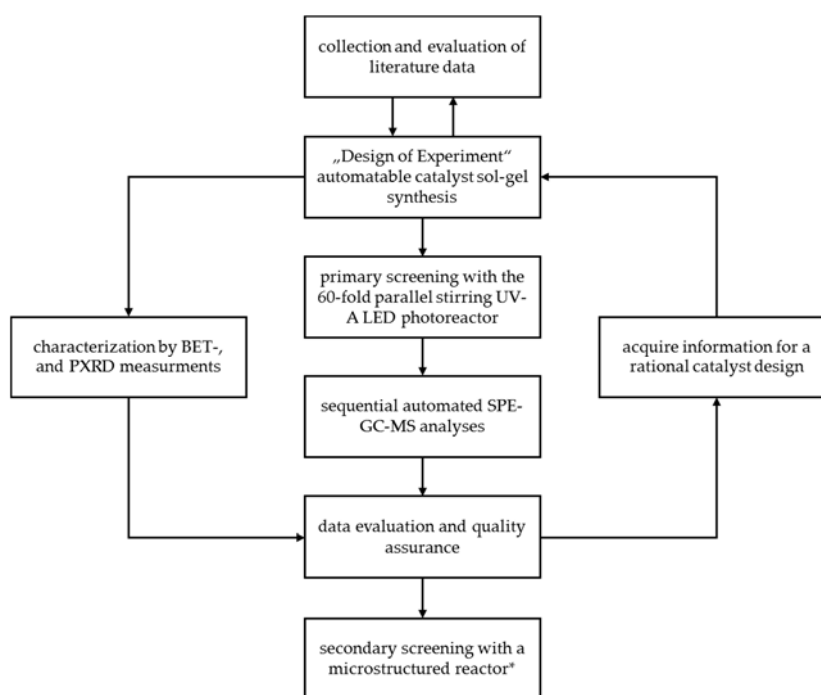 collection and evaluation of
literature data
„Design of Experiment“
automatable catalyst sol-gel
synthesis
primary screening with the
60-fold parallel stirring UV-
A LED photoreactor
characterization by BET-,
and PXRD measurments
acquire information for a
rational catalyst design
sequential automated SPE-
GC-MS analyses
data evaluation and quality
assurance
secondary screening with a
microstructured reactor*